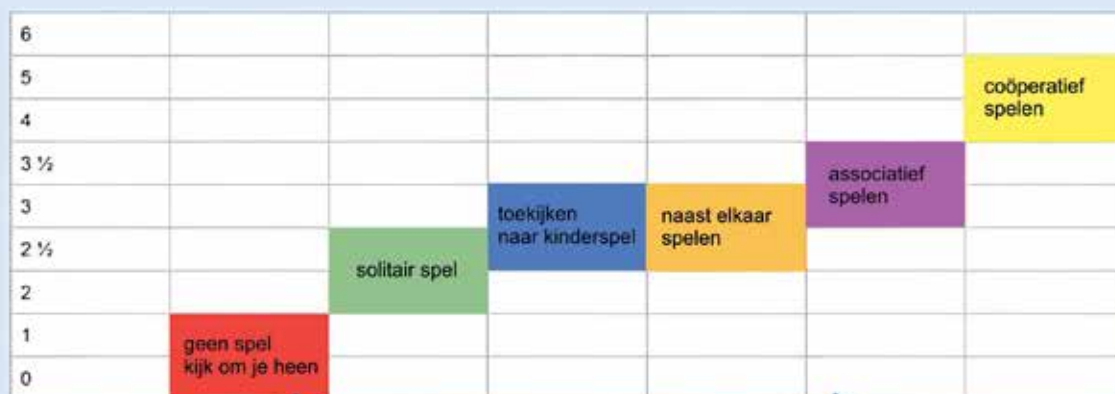 6
5
coöperatief
spelen
4
3 ½
associatief
spelen
3
toekijken
naar kinderspel
naast elkaar
spelen
2 ½
solitair spel
2
1
geen spel
kijk om je heen
0